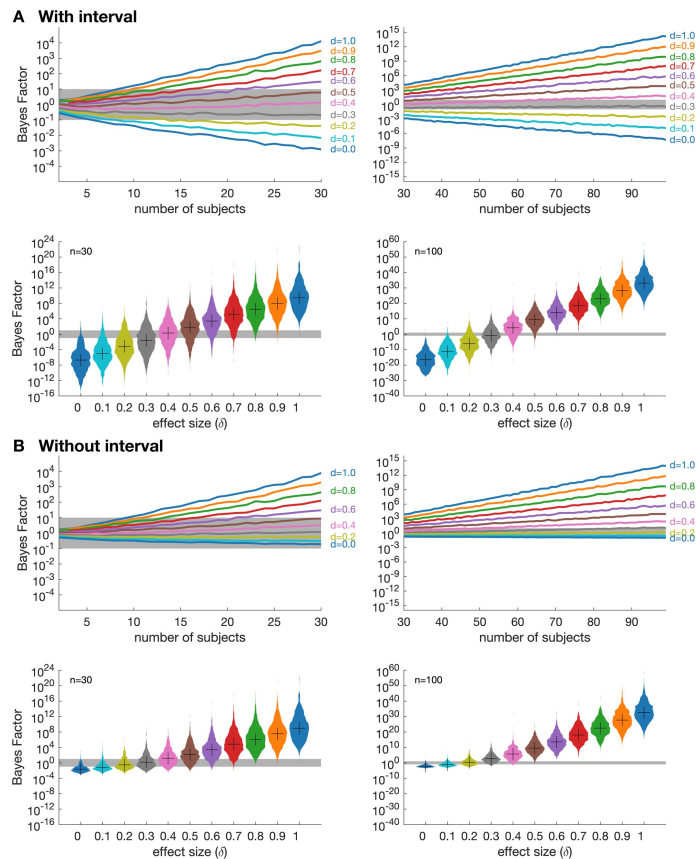 A With interval
Bayes Factor
10^4
10^3
10^2
10^1
10^0
10^-1
10^-2
10^-3
10^-4
5 10 15 20 25 30
number of subjects
d=1.0
d=0.9
d=0.8
d=0.7
d=0.6
d=0.5
d=0.4
d=0.3
d=0.2
d=0.1
d=0.0
10^15
10^12
10^9
10^6
10^3
10^0
10^-3
10^-6
10^-9
10^-12
10^-15
30 40 50 60 70 80 90
number of subjects
d=1.0
d=0.9
d=0.8
d=0.7
d=0.6
d=0.5
d=0.4
d=0.3
d=0.2
d=0.1
d=0.0
Bayes Factor
n=30
10^24
10^20
10^16
10^12
10^8
10^4
10^0
10^-4
10^-8
10^-12
10^-16
0 0.1 0.2 0.3 0.4 0.5 0.6 0.7 0.8 0.9 1
effect size (δ)
n=100
10^60
10^50
10^40
10^30
10^20
10^10
10^0
10^-10
10^-20
10^-30
10^-40
0 0.1 0.2 0.3 0.4 0.5 0.6 0.7 0.8 0.9 1
effect size (δ)
B Without interval
Bayes Factor
10^4
10^3
10^2
10^1
10^0
10^-1
10^-2
10^-3
10^-4
5 10 15 20 25 30
number of subjects
d=1.0
d=0.8
d=0.6
d=0.4
d=0.2
d=0.0
10^15
10^12
10^9
10^6
10^3
10^0
10^-3
10^-6
10^-9
10^-12
10^-15
30 40 50 60 70 80 90
number of subjects
d=1.0
d=0.8
d=0.6
d=0.4
d=0.2
d=0.0
Bayes Factor
n=30
10^24
10^20
10^16
10^12
10^8
10^4
10^0
10^-4
10^-8
10^-12
10^-16
0 0.1 0.2 0.3 0.4 0.5 0.6 0.7 0.8 0.9 1
effect size (δ)
n=100
10^60
10^50
10^40
10^30
10^20
10^10
10^0
10^-10
10^-20
10^-30
10^-40
0 0.1 0.2 0.3 0.4 0.5 0.6 0.7 0.8 0.9 1
effect size (δ)